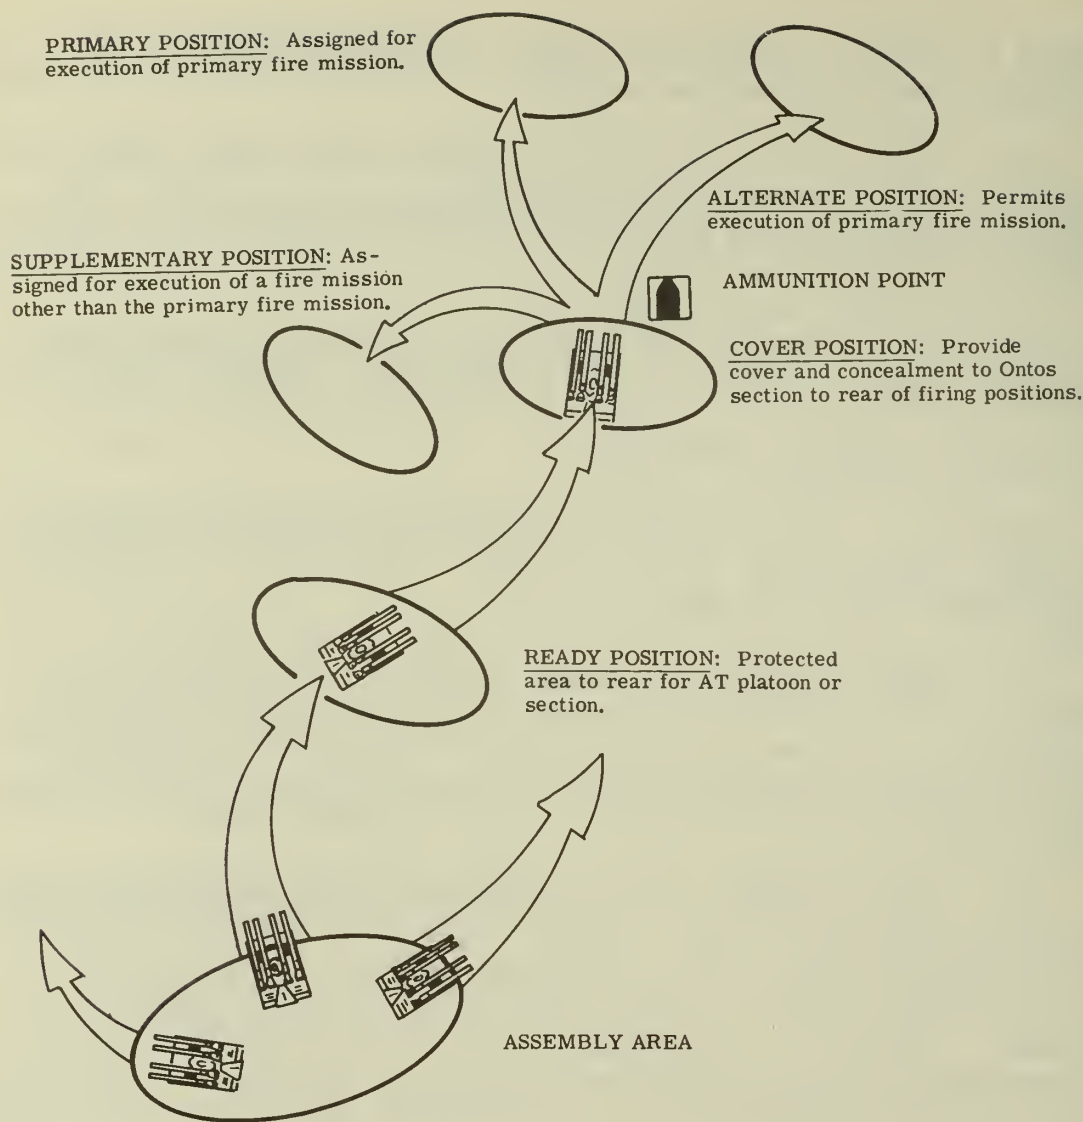 PRIMARY POSITION: Assigned for
execution of primary fire mission.
ALTERNATE POSITION: Permits
execution of primary fire mission.
SUPPLEMENTARY POSITION: As-
signed for execution of a fire mission
other than the primary fire mission.
AMMUNITION POINT
COVER POSITION: Provide
cover and concealment to Ontos
section to rear of firing positions.
READY POSITION: Protected
area to rear for AT platoon or
section.
ASSEMBLY AREA